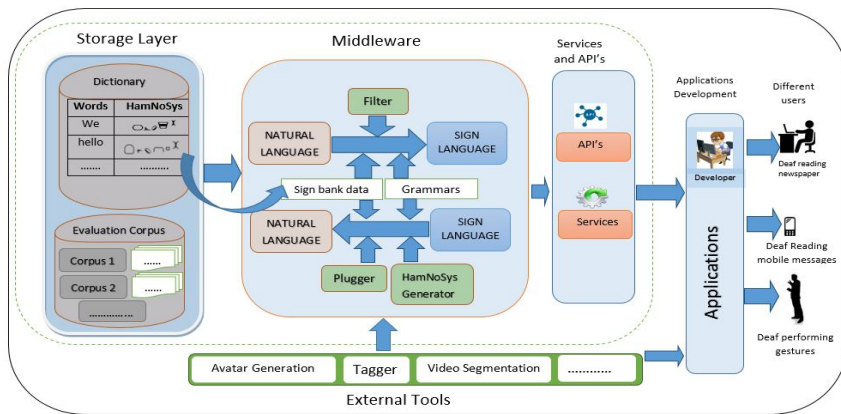 Storage Layer
Dictionary
Words HamNoSys
We
hello
....... ..........
Evaluation Corpus
Corpus 1 ......
Corpus 2 ......
..............
Middleware
Filter
NATURAL
LANGUAGE
SIGN
LANGUAGE
Sign bank data
Grammars
NATURAL
LANGUAGE
SIGN
LANGUAGE
Plugger
HamNoSys
Generator
Services
and API's
API's
Services
Applications
Development
Developer
Applications
Different
users
Deaf reading
newspaper
Deaf Reading
mobile messages
Deaf performing
gestures
Avatar Generation
Tagger
Video Segmentation
............
External Tools